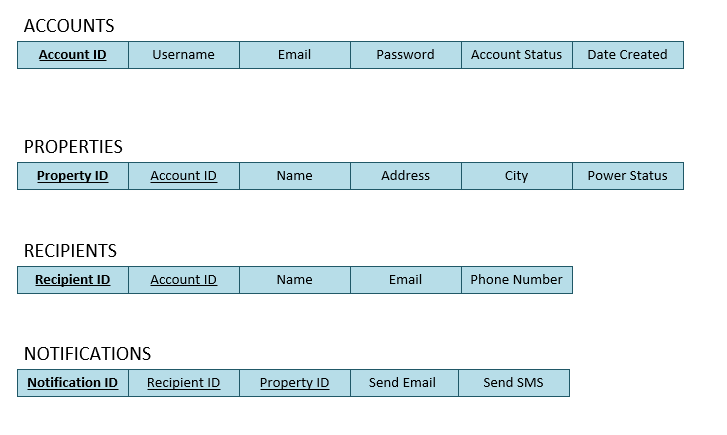 ACCOUNTS
Account ID Username Email Password Account Status Date Created
PROPERTIES
Property ID Account ID Name Address City Power Status
RECIPIENTS
Recipient ID Account ID Name Email Phone Number
NOTIFICATIONS
Notification ID Recipient ID Property ID Send Email Send SMS